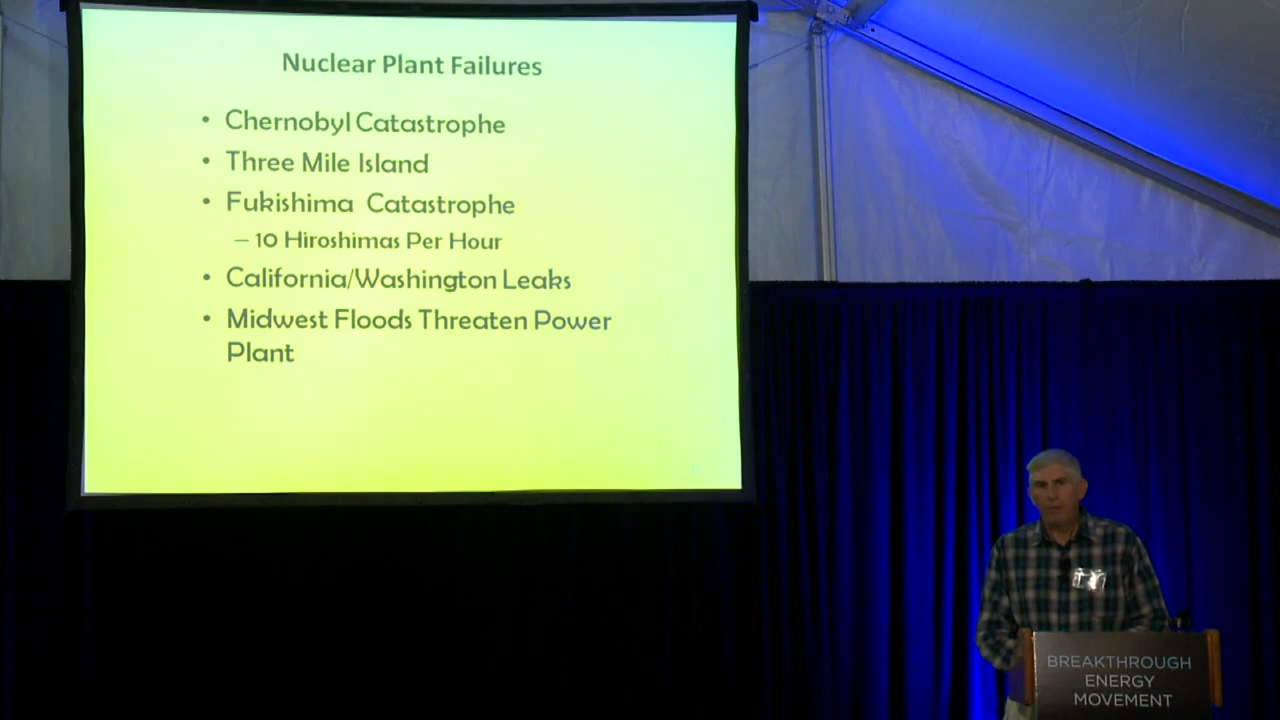 Nuclear Plant Failures
• Chernobyl Catastrophe
• Three Mile Island
• Fukishima Catastrophe
– 10 Hiroshimas Per Hour
• California/Washington Leaks
• Midwest Floods Threaten Power
Plant
BREAKTHROUGH
ENERGY
MOVEMENT